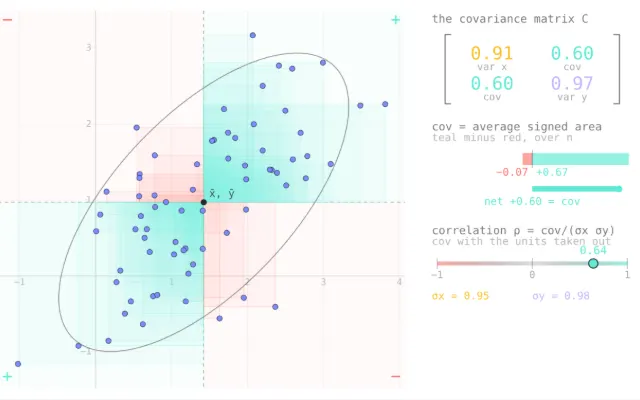 − +
3
2
1
−1
−1 0 1 2 3 4
x̄, ȳ
+ −
the covariance matrix C
0.91 0.60
var x cov
0.60 0.97
cov var y
cov = average signed area
teal minus red, over n
−0.07 +0.67
net +0.60 = cov
correlation ρ = cov/(σx σy)
cov with the units taken out
0.64
−1 0 1
σx = 0.95 σy = 0.98